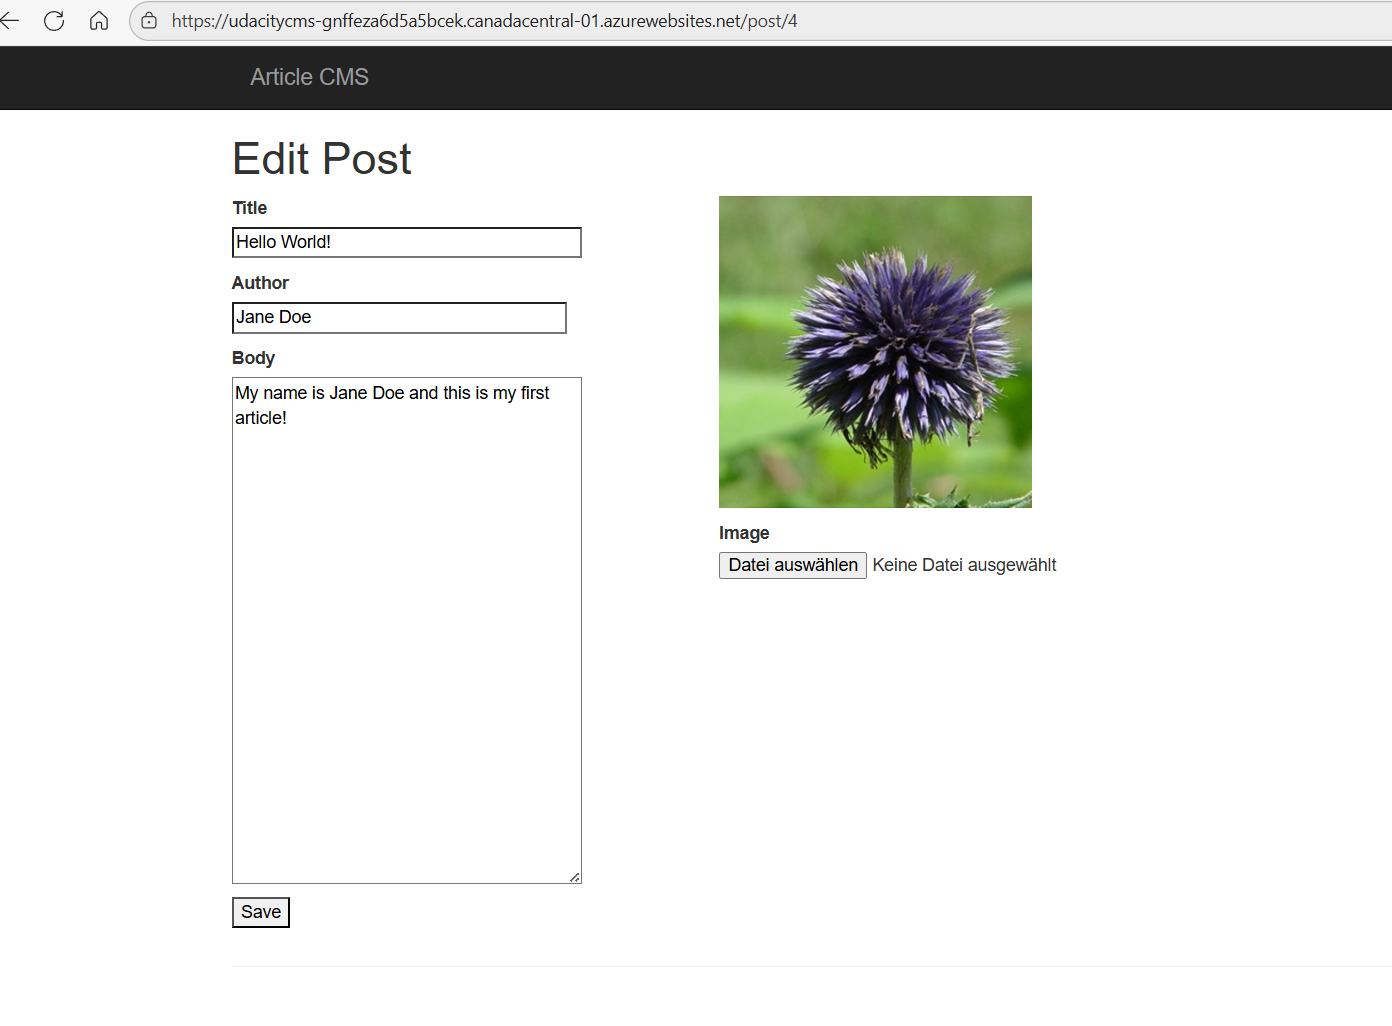 https://udacitycms-gnffeza6d5a5bcek.canadacentral-01.azurewebsites.net/post/4
Article CMS
Edit Post
Title
Hello World!
Author
Jane Doe
Body
My name is Jane Doe and this is my first
article!
Save
Image
Datei auswählen Keine Datei ausgewählt